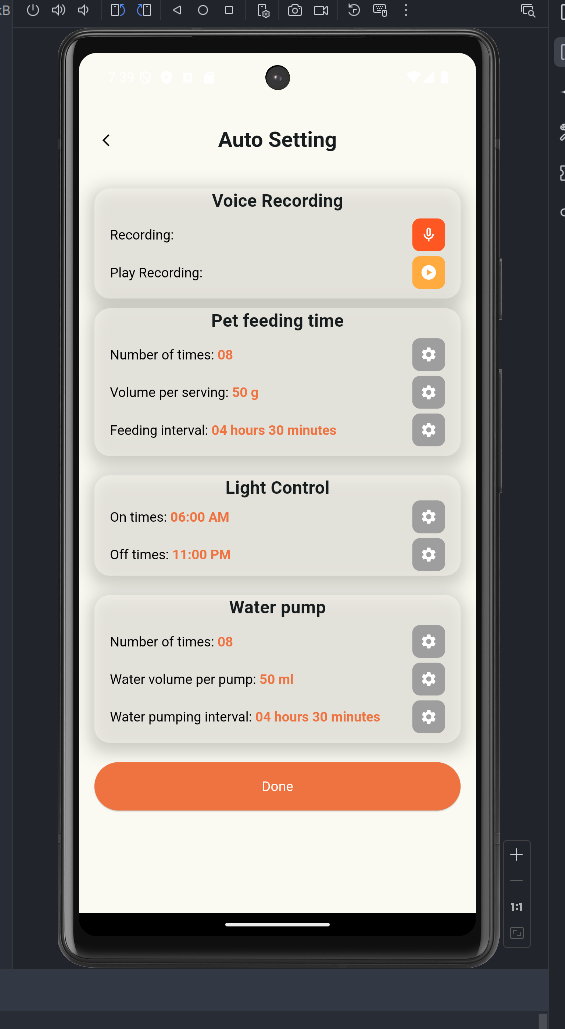 Auto Setting
Voice Recording
Recording:
Play Recording:
Pet feeding time
Number of times: 08
Volume per serving: 50 g
Feeding interval: 04 hours 30 minutes
Light Control
On times: 06:00 AM
Off times: 11:00 PM
Water pump
Number of times: 08
Water volume per pump: 50 ml
Water pumping interval: 04 hours 30 minutes
Done
1:1